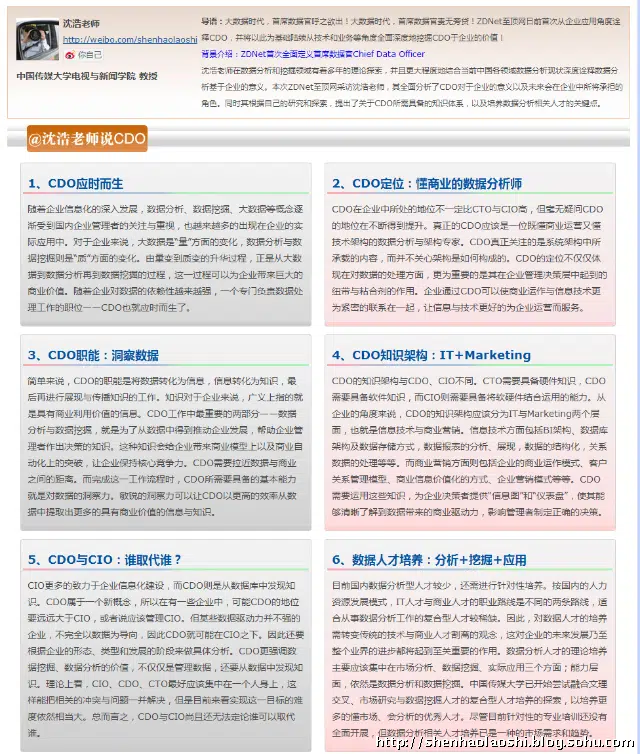 沈浩老师
http://weibo.com/shenhaolaoshi
你自己
中国传媒大学电视与新闻学院 教授
导语：大数据时代，首席数据官呼之欲出！大数据时代，首席数据官责无旁贷！ZDNet至顶网日前首次从企业应用角度诠
释CDO，并将以此为基础陆续从技术和业务等角度全面深度地挖掘CDO于企业的价值！
背景介绍：ZDNet首次全面定义首席数据官Chief Data Officer
沈浩老师在数据分析和挖掘领域有着多年的理论探索，并且更大程度地结合当前中国各领域数据分析现状深度诠释数据分
析基于企业的意义。本次ZDNet至顶网采访沈浩老师，其全面分析了CDO对于企业的意义以及未来会在企业中所将承担的
角色。同时其根据自己的研究和探索，提出了关于CDO所需具备的知识体系，以及培养数据分析相关人才的关键点。
@沈浩老师说CDO
1、CDO应时而生
随着企业信息化的深入发展，数据分析、数据挖掘、大数据等概念逐
渐受到国内企业管理者的关注与重视，也越来越多的出现在企业的实
际应用中。对于企业来说，大数据是“量”方面的变化，数据分析与数
据挖掘则是“质”方面的变化。由量变到质变的升华过程，正是从大数
据到数据分析再到数据挖掘的过程，这一过程可以为企业带来巨大的
商业价值。随着企业对数据的依赖性越来越强，一个专门负责数据处
理工作的职位——CDO也就应时而生了。
2、CDO定位：懂商业的数据分析师
CDO在企业中所处的地位不一定比CTO与CIO高，但毫无疑问CDO
的地位在不断得到提升。真正的CDO应该是一位既懂商业运营又懂
技术架构的数据分析与架构专家。CDO真正关注的是系统架构中所
承载的内容，而并不关心架构是如何构成的。CDO的定位不仅仅体
现在对数据的处理方面，更为重要的是其在企业管理决策层中起到的
纽带与粘合剂的作用。企业通过CDO可以使商业运作与信息技术更
为紧密的联系在一起，让信息与技术更好的为企业运营而服务。
3、CDO职能：洞察数据
简单来说，CDO的职能是将数据转化为信息，信息转化为知识，最
后再进行展现与传播知识的工作。知识对于企业来说，广义上指的就
是具有商业利用价值的信息。CDO工作中最重要的两部分——数据
分析与数据挖掘，就是为了从数据中得到推动企业发展，帮助企业管
理者作出决策的知识。这种知识会给企业带来商业模型上以及商业自
动化上的突破，让企业保持核心竞争力。CDO需要拉近数据与商业
之间的距离。而完成这一工作流程时，CDO所需要具备的基本能力
就是对数据的洞察力。敏锐的洞察力可以让CDO以更高的效率从数
据中提取出更多的具有商业价值的信息与知识。
4、CDO知识架构：IT+Marketing
CDO的知识架构与CDO、CIO不同。CTO需要具备硬件知识，CDO
需要具备软件知识，而CIO则需要具备将软硬件结合运用的能力。从
企业的角度来说，CDO的知识架构应该分为IT与Marketing两个层
面，也就是信息技术与商业营销。信息技术方面包括BI架构、数据库
架构及数据存储方式，数据报表的分析、展现，数据的结构化，关系
数据的处理等等。而商业营销方面则包括企业的商业运作模式、客户
关系管理模型、商业信息价值化的方式、企业营销模式等等。CDO
需要运用这些知识，为企业决策者提供“信息图”和“仪表盘”，使其能
够清晰了解到数据带来的商业驱动力，影响管理者制定正确的决策。
5、CDO与CIO：谁取代谁？
CIO更多的致力于企业信息化建设，而CDO则是从数据库中发现知
识。CDO属于一个新概念，所以在有一些企业中，可能CDO的地位
要远远大于CIO，或者说应该管理CIO。但某些数据驱动力并不强的
企业，不完全以数据为导向，因此CDO就可能在CIO之下。因此还要
根据企业的形态、类型和发展的阶段来做具体分析。CDO更强调数
据挖掘、数据分析的价值，不仅仅是管理数据，还要从数据中发现知
识。理论上看，CIO、CDO、CTO最好应该集中在一个人身上，这
样能把相关的冲突与问题一并解决，但是目前来看实现这一目标的难
度依然相当大。总而言之，CDO与CIO尚且还无法定论谁可以取代
谁。
6、数据人才培养：分析+挖掘+应用
目前国内数据分析型人才较少，还需进行针对性培养。按国内的人力
资源发展模式，IT人才与商业人才的职业路线是不同的两条路线，适
合从事数据分析工作的复合型人才较稀缺。因此，对数据人才的培养
需转变传统的技术与商业人才割离的观念，这对企业的未来发展乃至
整个业界的进步都将起到至关重要的作用。数据分析人才的理论培养
主要应该集中在市场分析、数据挖掘、实际应用三个方面；能力层
面，依然是数据分析和数据挖掘。中国传媒大学已开始尝试融合文理
交叉、市场研究与数据挖掘人才的复合型人才培养的探索，以培养更
多的懂市场、会分析的优秀人才。尽管目前针对性的专业培训还没有
全面开展，但数据分析相关人才培养已是一种的市场需求和趋势。
http://shenhaolaoshi.blog.sohu.com